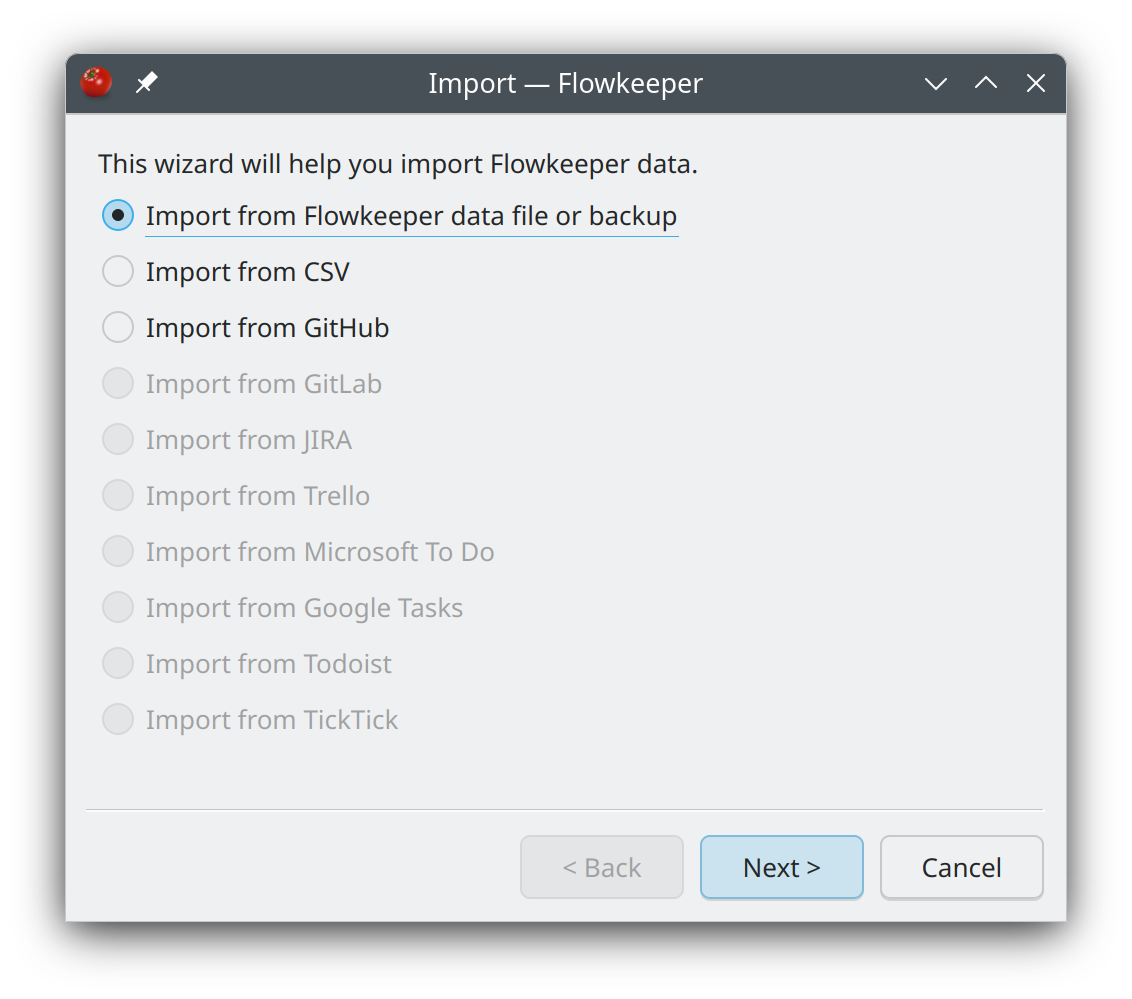 Import — Flowkeeper
This wizard will help you import Flowkeeper data.
Import from Flowkeeper data file or backup
Import from CSV
Import from GitHub
Import from GitLab
Import from JIRA
Import from Trello
Import from Microsoft To Do
Import from Google Tasks
Import from Todoist
Import from TickTick
< Back Next > Cancel